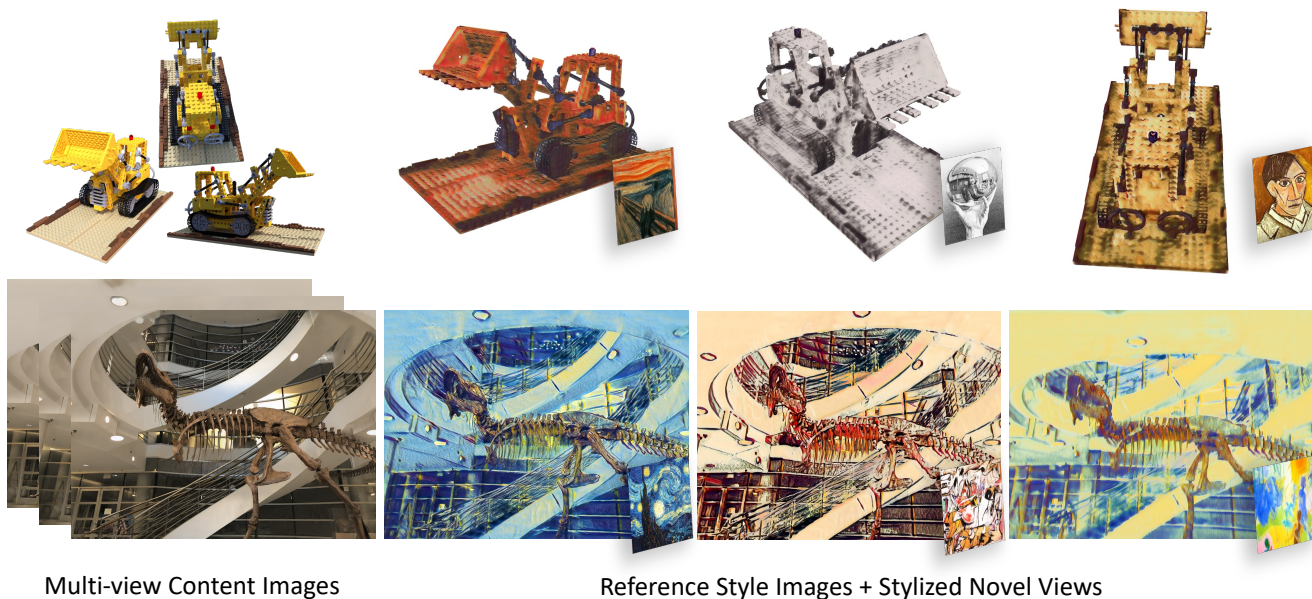 Multi-view Content Images
Reference Style Images + Stylized Novel Views